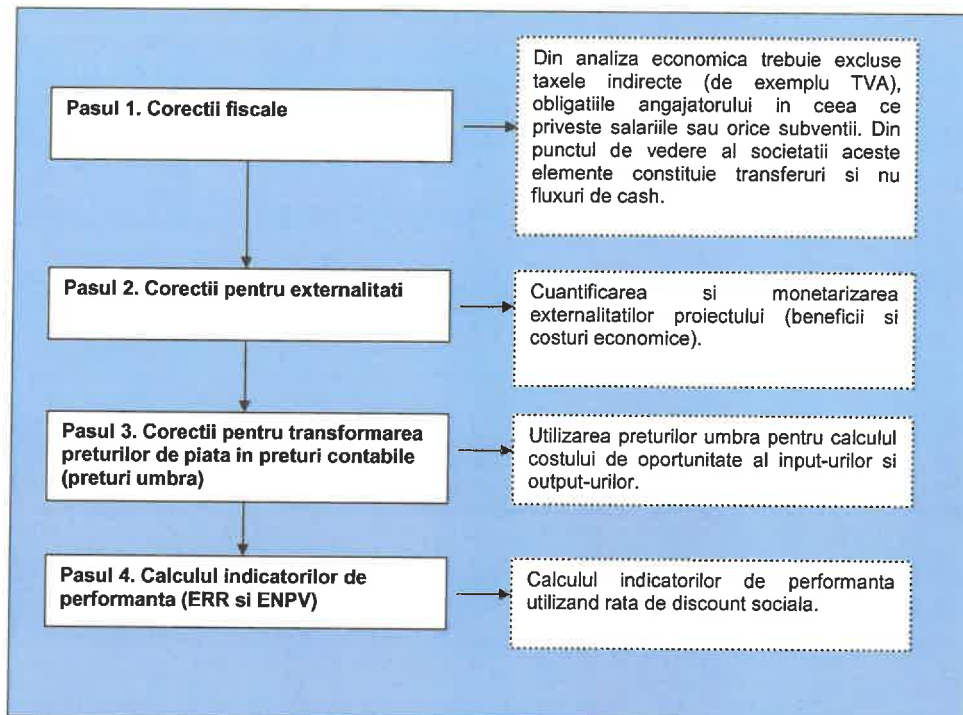 Pasul 1. Corectii fiscale
Din analiza economica trebuie excluse
taxele indirecte (de exemplu TVA),
obligatiile angajatorului in ceea ce
priveste salariile sau orice subventii. Din
punctul de vedere al societatii aceste
elemente constituie transferuri si nu
fluxuri de cash.
Pasul 2. Corectii pentru externalitati
Cuantificarea si monetarizarea
externalitatilor proiectului (beneficii si
costuri economice).
Pasul 3. Corectii pentru transformarea
preturilor de piata in preturi contabile
(preturi umbra)
Utilizarea preturilor umbra pentru calculul
costului de oportunitate al input-urilor si
output-urilor.
Pasul 4. Calculul indicatorilor de
performanta (ERR si ENPV)
Calculul indicatorilor de performanta
utilizand rata de discount sociala.